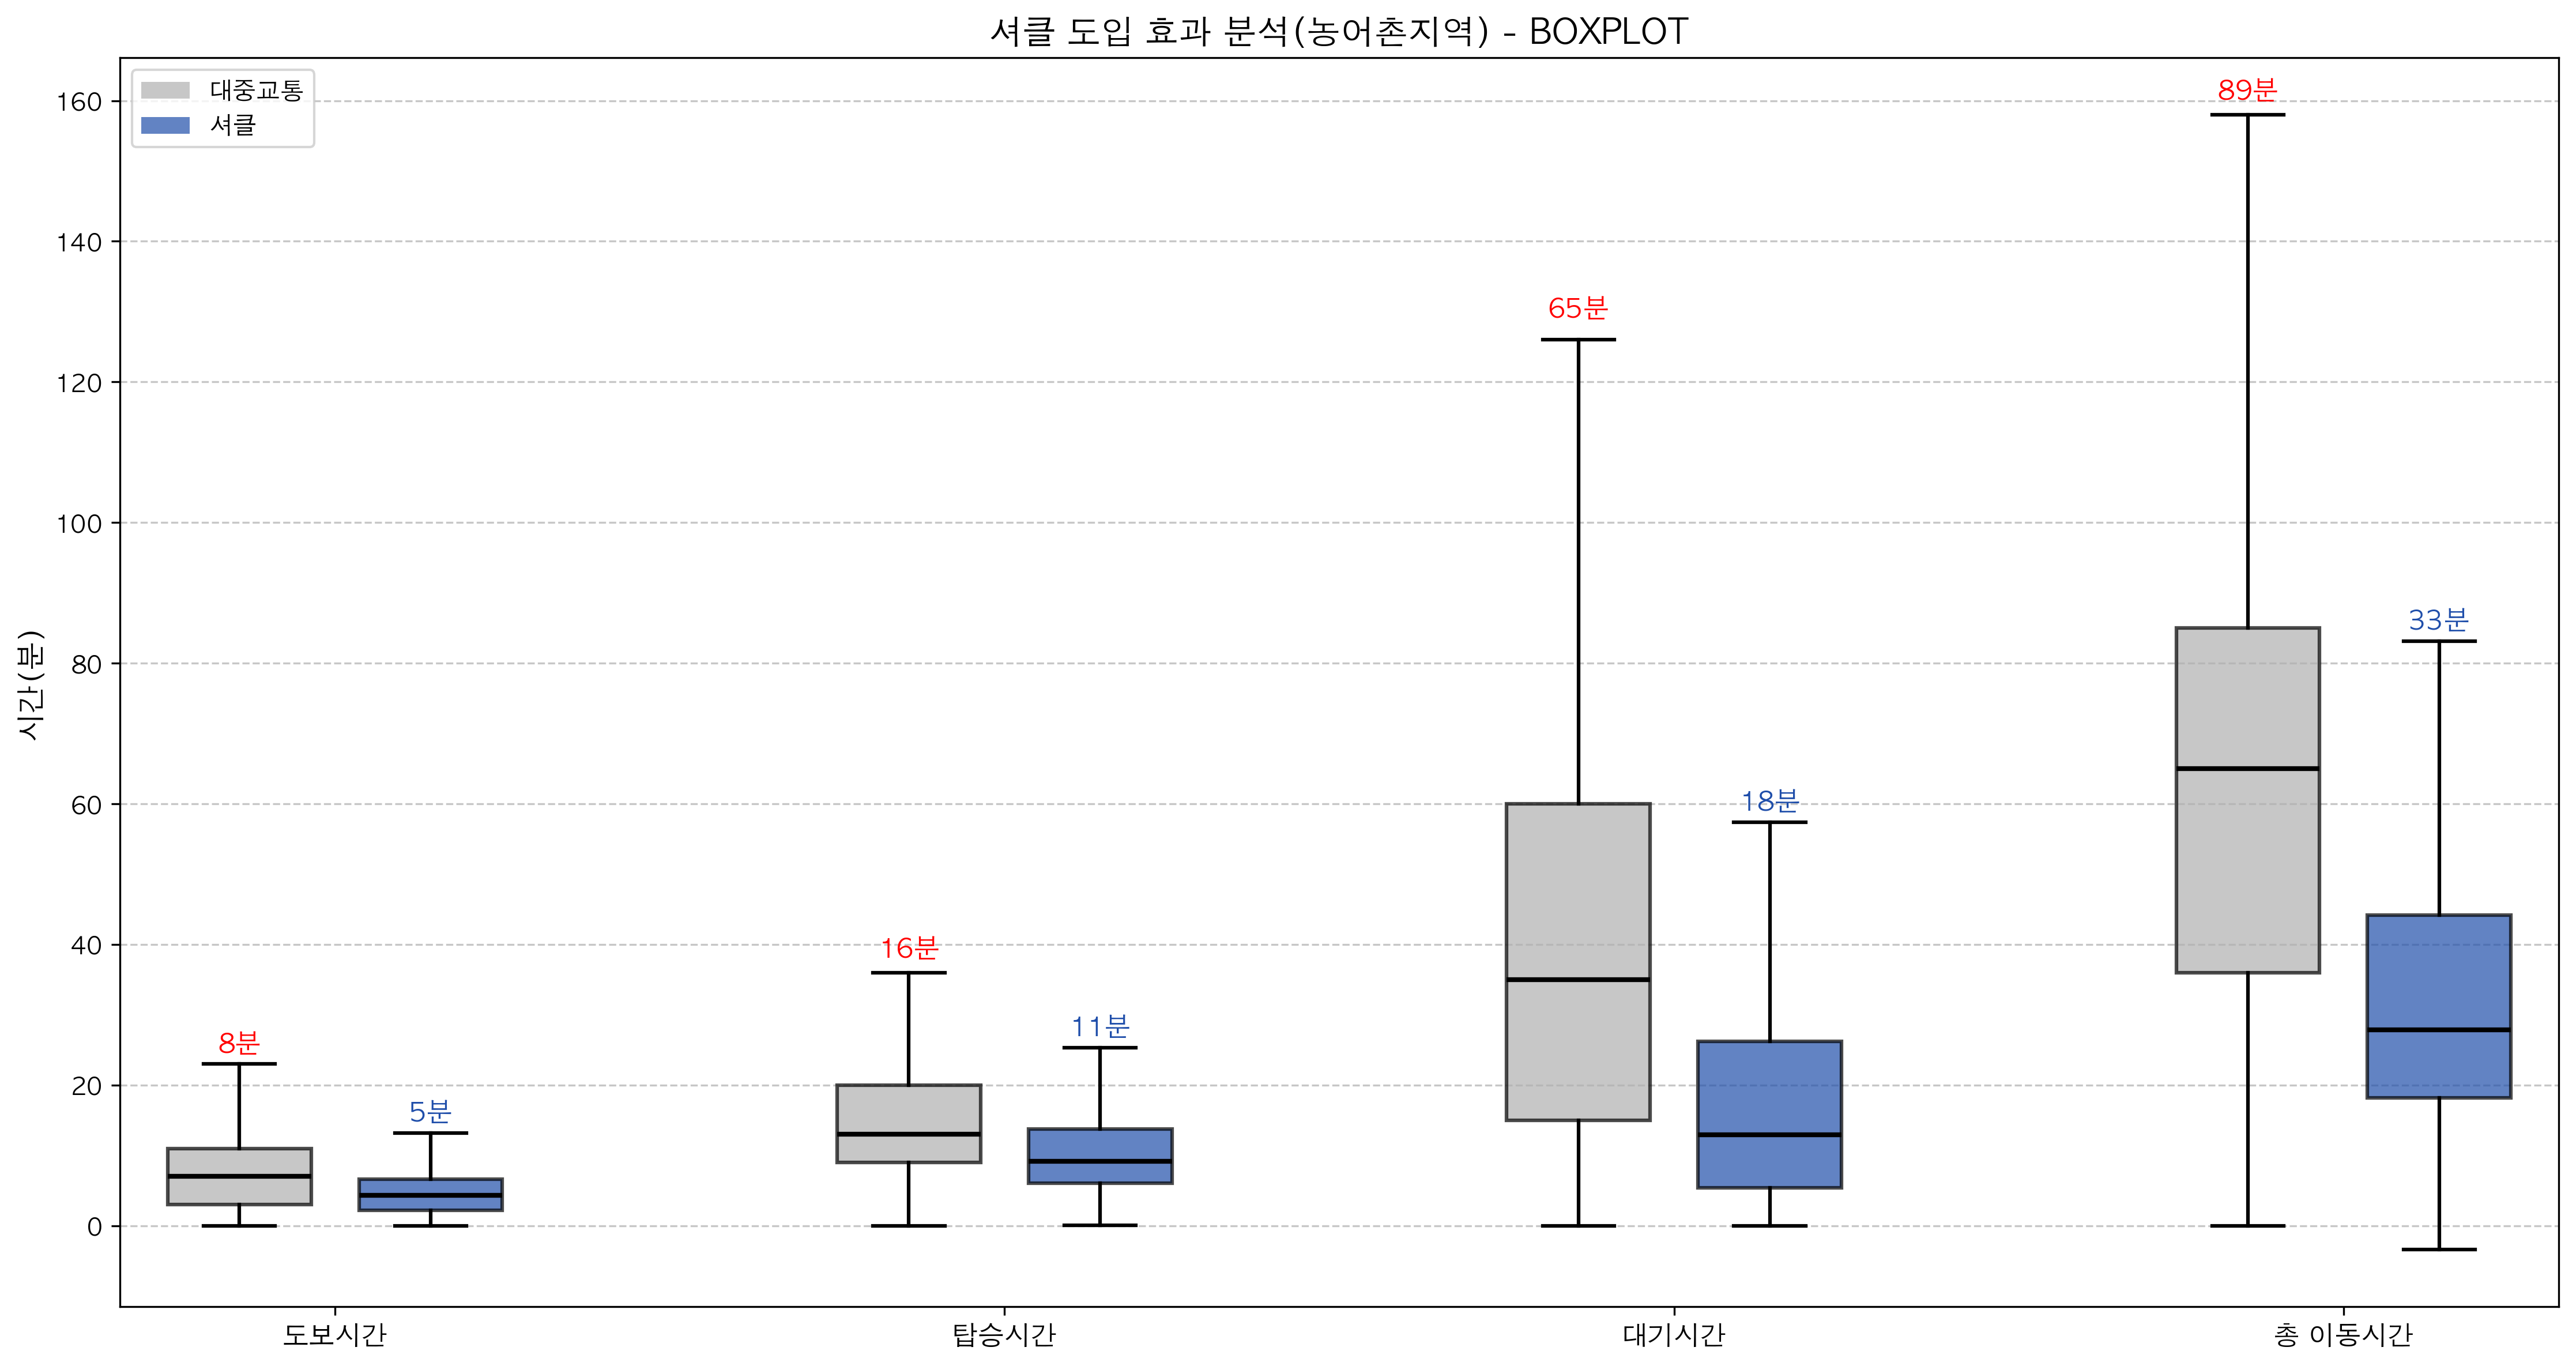 셔클 도입 효과 분석(농어촌지역) - BOXPLOT
대중교통
셔클
시간(분)
160
140
120
100
80
60
40
20
0
8분
5분
16분
11분
65분
18분
89분
33분
도보시간
탑승시간
대기시간
총 이동시간